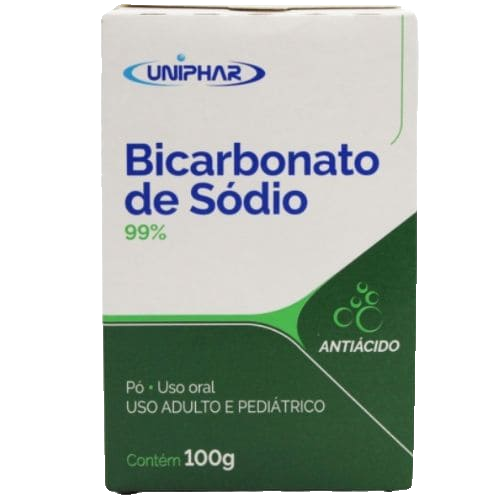 UNIPHAR
Bicarbonato
de Sódio
99%
ANTIÁCIDO
Pó • Uso oral
USO ADULTO E PEDIÁTRICO
Contém 100g